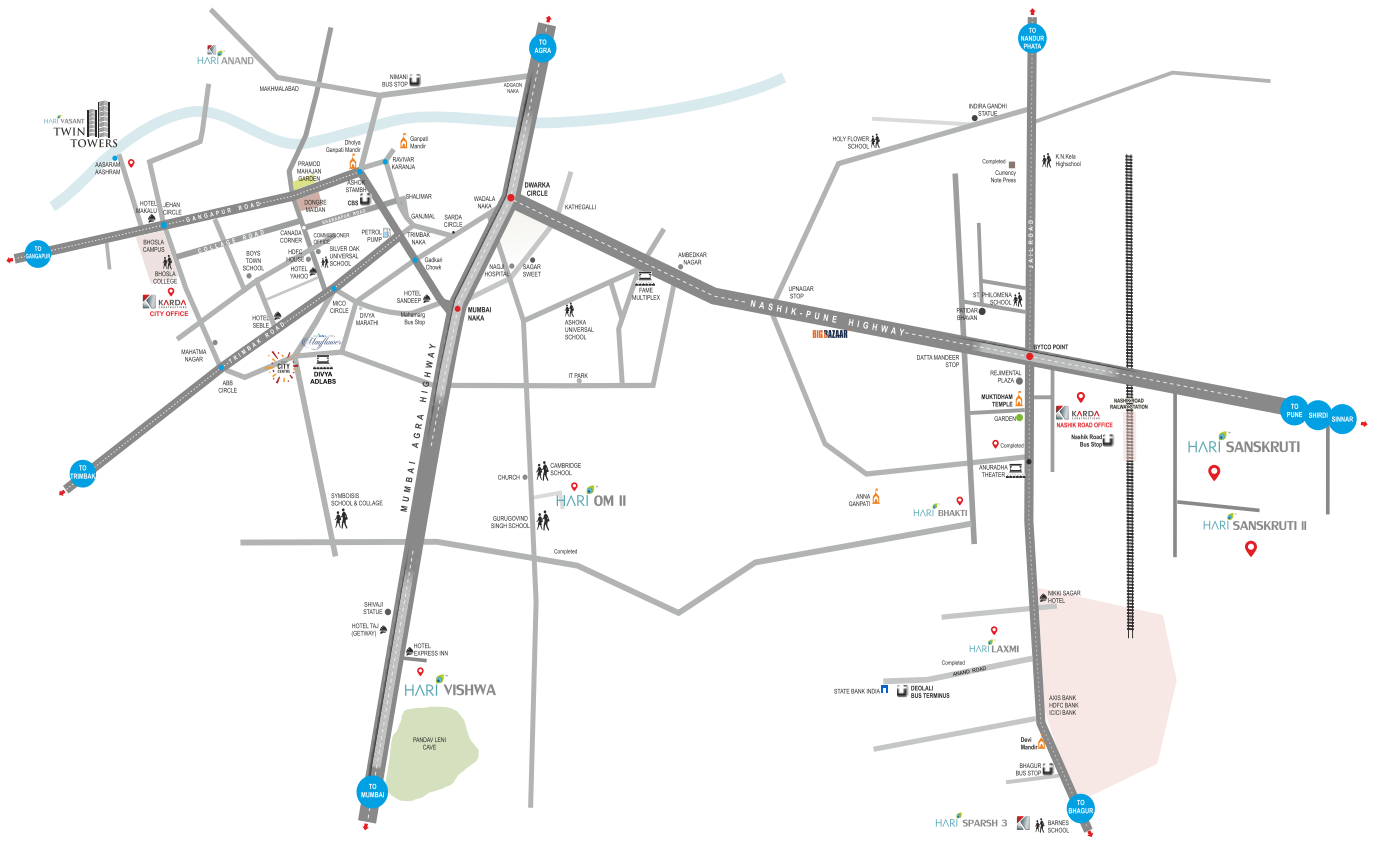 TO
AGRA
TO
NANDUR
PHATA
HARI ANAND
NIMANI
BUS STOP
MAKHMALABAD
ADGAON
NAKA
HARI VASANT
TWIN
TOWERS
AASARAM
AASHRAM
Dholya
Ganpati Mandir
Ganpati
Mandir
RAVIVAR
KARANJA
PRAMOD
MAHAJAN
GARDEN
ASHOK
STAMBH
CBS
SHALIMAR
DONGRE
MAIDAN
INDIRA GANDHI
STATUE
HOLY FLOWER
SCHOOL
Completed
Currency
Note Press
K.N.Kela
Highschool
HOTEL
MAKALU
JEHAN
CIRCLE
GANGAPUR ROAD
COLLEGE ROAD
TO
GANGAPUR
BHOSLA
CAMPUS
BHOSLA
COLLEGE
KARDA
CONSTRUCTIONS
CITY OFFICE
CANADA
CORNER
COMMISSIONER
OFFICE
HDFC
HOUSE
SILVER OAK
UNIVERSAL
SCHOOL
HOTEL
YAHOO
BOYS
TOWN
SCHOOL
PETROL
PUMP
GANJMAL
TRIMBAK
NAKA
SARDA
CIRCLE
WADALA
NAKA
DWARKA
CIRCLE
KATHEGALLI
Gadkari
Chowk
NAGJI
HOSPITAL
SAGAR
SWEET
HOTEL
SANDEEP
Mahamarg
Bus Stop
MUMBAI
NAKA
MICO
CIRCLE
DIVYA
MARATHI
HOTEL
SEBLE
TRIMBAK ROAD
Mayflower
CITY
CENTRE
DIVYA
ADLABS
MAHATMA
NAGAR
ABB
CIRCLE
TO
TRIMBAK
MUMBAI AGRA HIGHWAY
ASHOKA
UNIVERSAL
SCHOOL
FAME
MULTIPLEX
AMBEDKAR
NAGAR
IT PARK
UPNAGAR
STOP
NASHIK-PUNE HIGHWAY
BIG BAZAAR
JAIL ROAD
ST.PHILOMENA
SCHOOL
PATIDAR
BHAVAN
BYTCO POINT
DATTA MANDEER
STOP
REJIMENTAL
PLAZA
MUKTIDHAM
TEMPLE
GARDEN
KARDA
CONSTRUCTIONS
NASHIK ROAD OFFICE
NASHIK ROAD
RAILWAY STATION
Nashik Road
Bus Stop
TO
PUNE
SHIRDI
SINNAR
HARI SANSKRUTI
HARI SANSKRUTI II
Completed
ANURADHA
THEATER
ANNA
GANPATI
HARI BHAKTI
SYMBOISIS
SCHOOL & COLLAGE
CHURCH
CAMBRIDGE
SCHOOL
HARI OM II
GURUGOVIND
SINGH SCHOOL
Completed
SHIVAJI
STATUE
HOTEL TAJ
(GETWAY)
HOTEL
EXPRESS INN
HARI VISHWA
PANDAV LENI
CAVE
TO
MUMBAI
NIKKI SAGAR
HOTEL
HARI LAXMI
Completed
ANAND ROAD
STATE BANK INDIA
DEOLALI
BUS TERMINUS
AXIS BANK
HDFC BANK
ICICI BANK
Devi
Mandir
BHAGUR
BUS STOP
TO
BHAGUR
HARI SPARSH 3
BARNES
SCHOOL